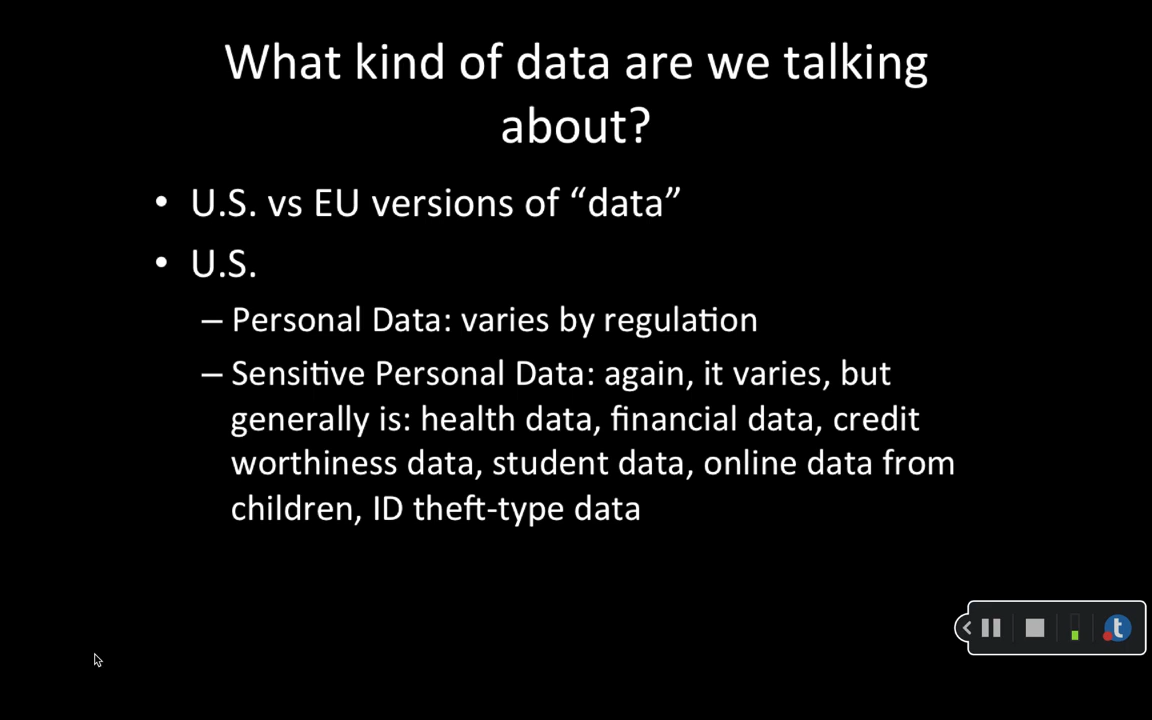 What kind of data are we talking
about?
• U.S. vs EU versions of “data”
• U.S.
– Personal Data: varies by regulation
– Sensitive Personal Data: again, it varies, but
generally is: health data, financial data, credit
worthiness data, student data, online data from
children, ID theft-type data
t